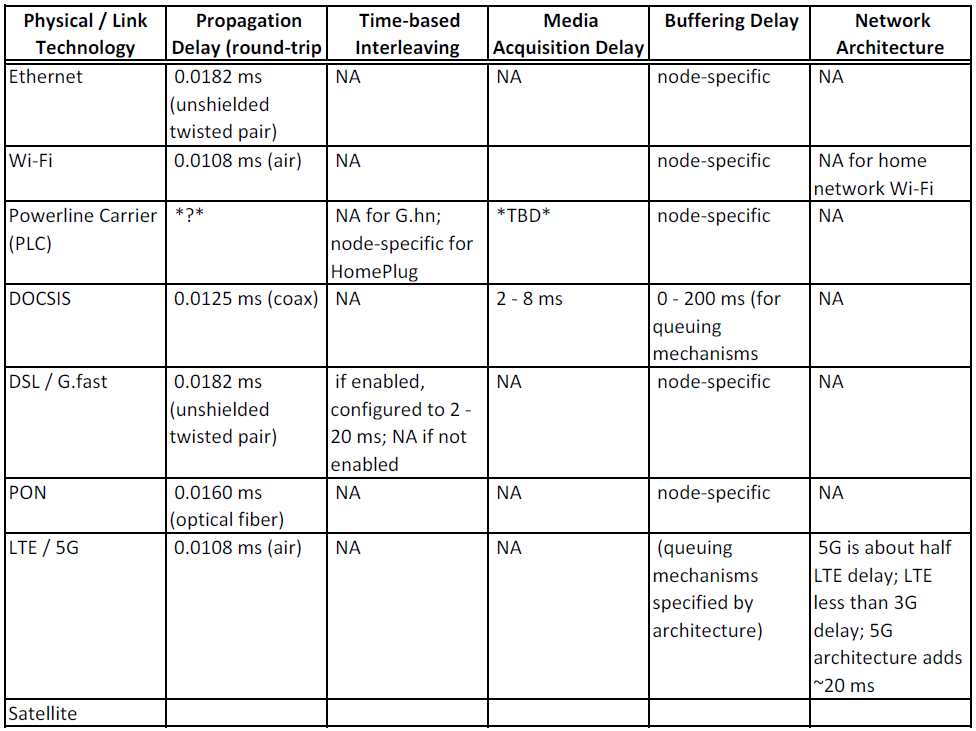 Physical / Link
Technology
Propagation
Delay (round-trip
Time-based
Interleaving
Media
Acquisition Delay
Buffering Delay
Network
Architecture
Ethernet
0.0182 ms
(unshielded
twisted pair)
NA
NA
node-specific
NA
Wi-Fi
0.0108 ms (air)
NA
node-specific
NA for home
network Wi-Fi
Powerline Carrier
(PLC)
*?*
NA for G.hn;
node-specific for
HomePlug
*TBD*
node-specific
NA
DOCSIS
0.0125 ms (coax)
NA
2 - 8 ms
0 - 200 ms (for
queuing
mechanisms
NA
DSL / G.fast
0.0182 ms
(unshielded
twisted pair)
if enabled,
configured to 2 -
20 ms; NA if not
enabled
NA
node-specific
NA
PON
0.0160 ms
(optical fiber)
NA
NA
node-specific
NA
LTE / 5G
0.0108 ms (air)
NA
NA
(queuing
mechanisms
specified by
architecture)
5G is about half
LTE delay; LTE
less than 3G
delay; 5G
architecture adds
~20 ms
Satellite